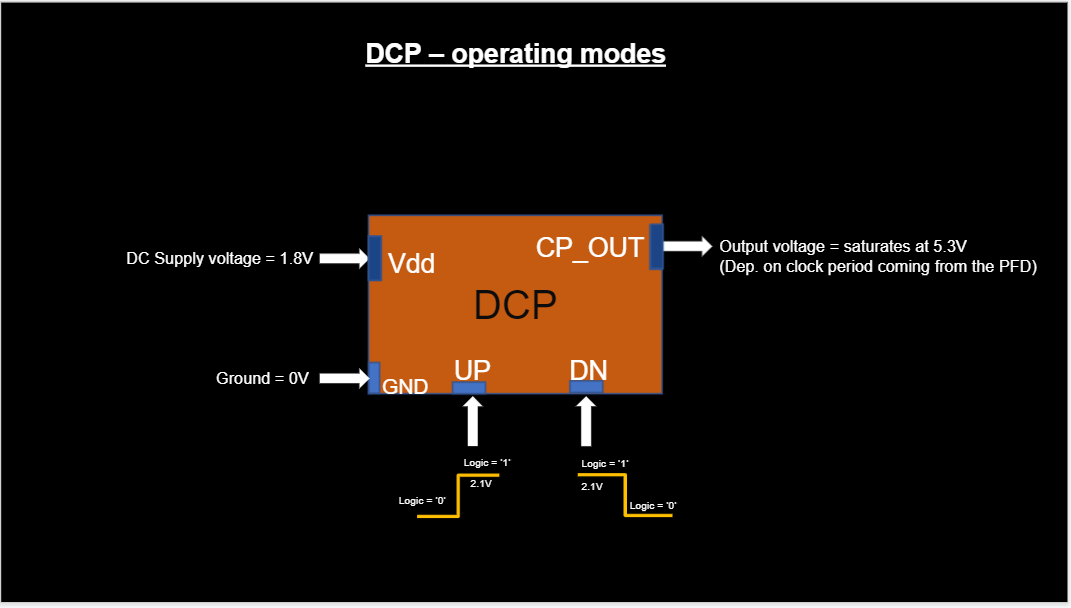 DCP – operating modes
DC Supply voltage = 1.8V
Vdd
CP_OUT
Output voltage = saturates at 5.3V
(Dep. on clock period coming from the PFD)
DCP
Ground = 0V
GND
UP
DN
Logic = '1'
2.1V
Logic = '0'
Logic = '1'
2.1V
Logic = '0'